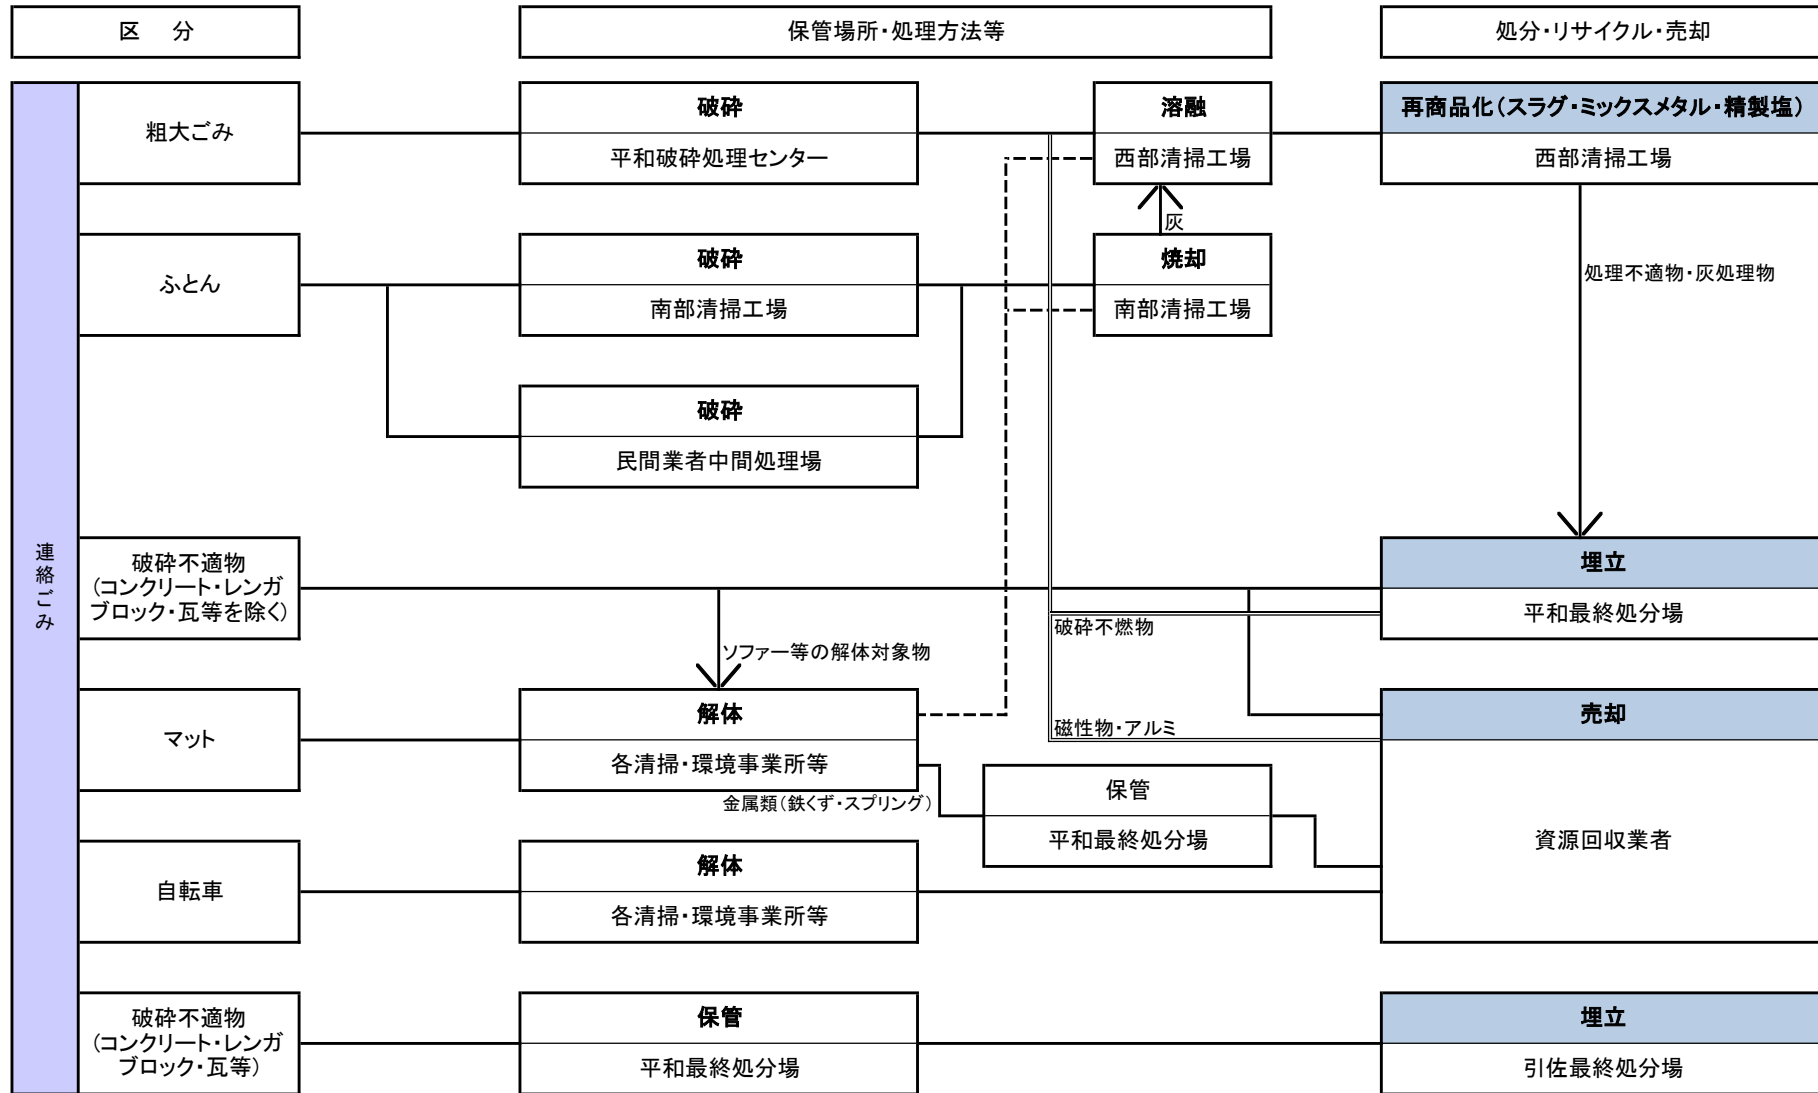 区 分
保管場所・処理方法等
処分・リサイクル・売却
連絡ごみ
粗大ごみ
破砕
平和破砕処理センター
溶融
西部清掃工場
再商品化(スラグ・ミックスメタル・精製塩)
西部清掃工場
灰
処理不適物・灰処理物
ふとん
破砕
南部清掃工場
焼却
南部清掃工場
破砕
民間業者中間処理場
破砕不適物
(コンクリート・レンガ
ブロック・瓦等を除く)
埋立
平和最終処分場
破砕不燃物
ソファー等の解体対象物
マット
解体
各清掃・環境事業所等
磁性物・アルミ
売却
資源回収業者
金属類(鉄くず・スプリング)
保管
平和最終処分場
自転車
解体
各清掃・環境事業所等
破砕不適物
(コンクリート・レンガ
ブロック・瓦等)
保管
平和最終処分場
埋立
引佐最終処分場